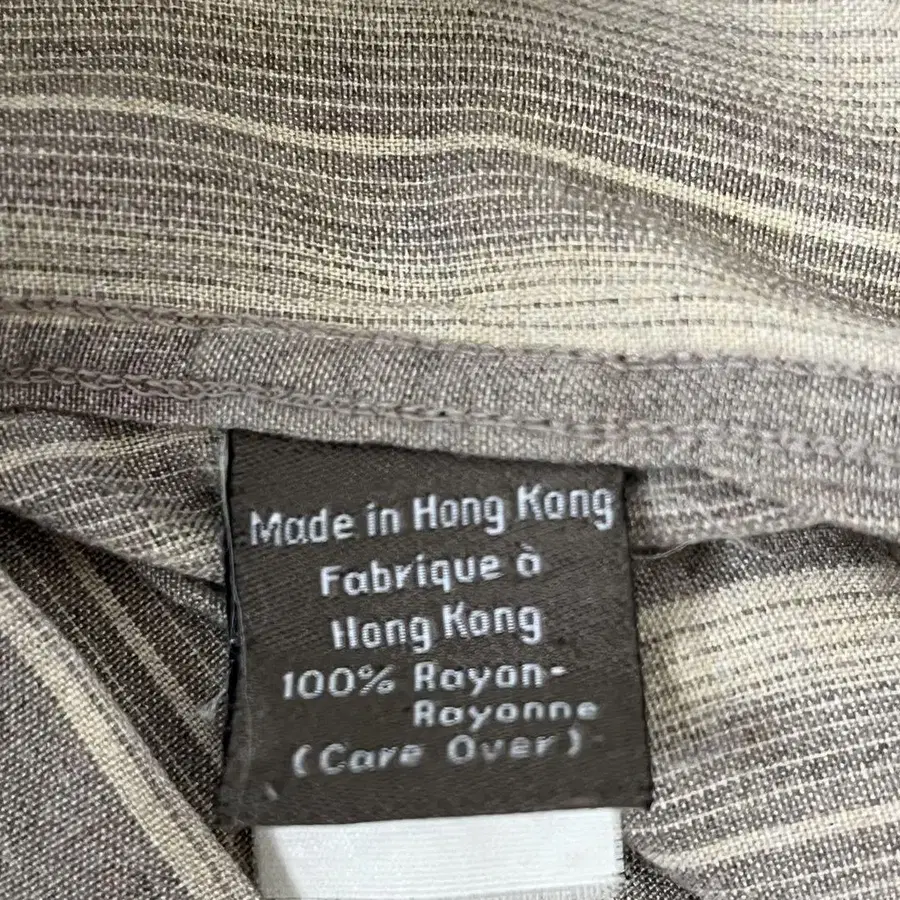 Made in Hong Kong
Fabrique à
Hong Kong
100% Rayon-
Rayonne
(Care Over)